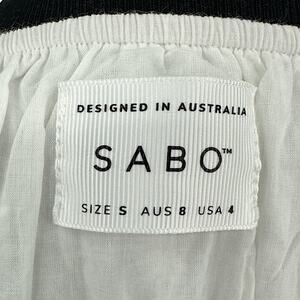 DESIGNED IN AUSTRALIA
SABO™
SIZE S AUS 8 USA 4